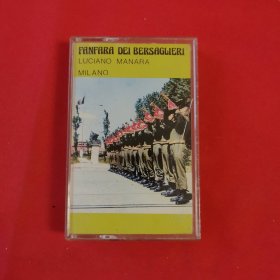 FANFARA DEI BERSAGLIERI
LUCIANO MANARA
MILANO